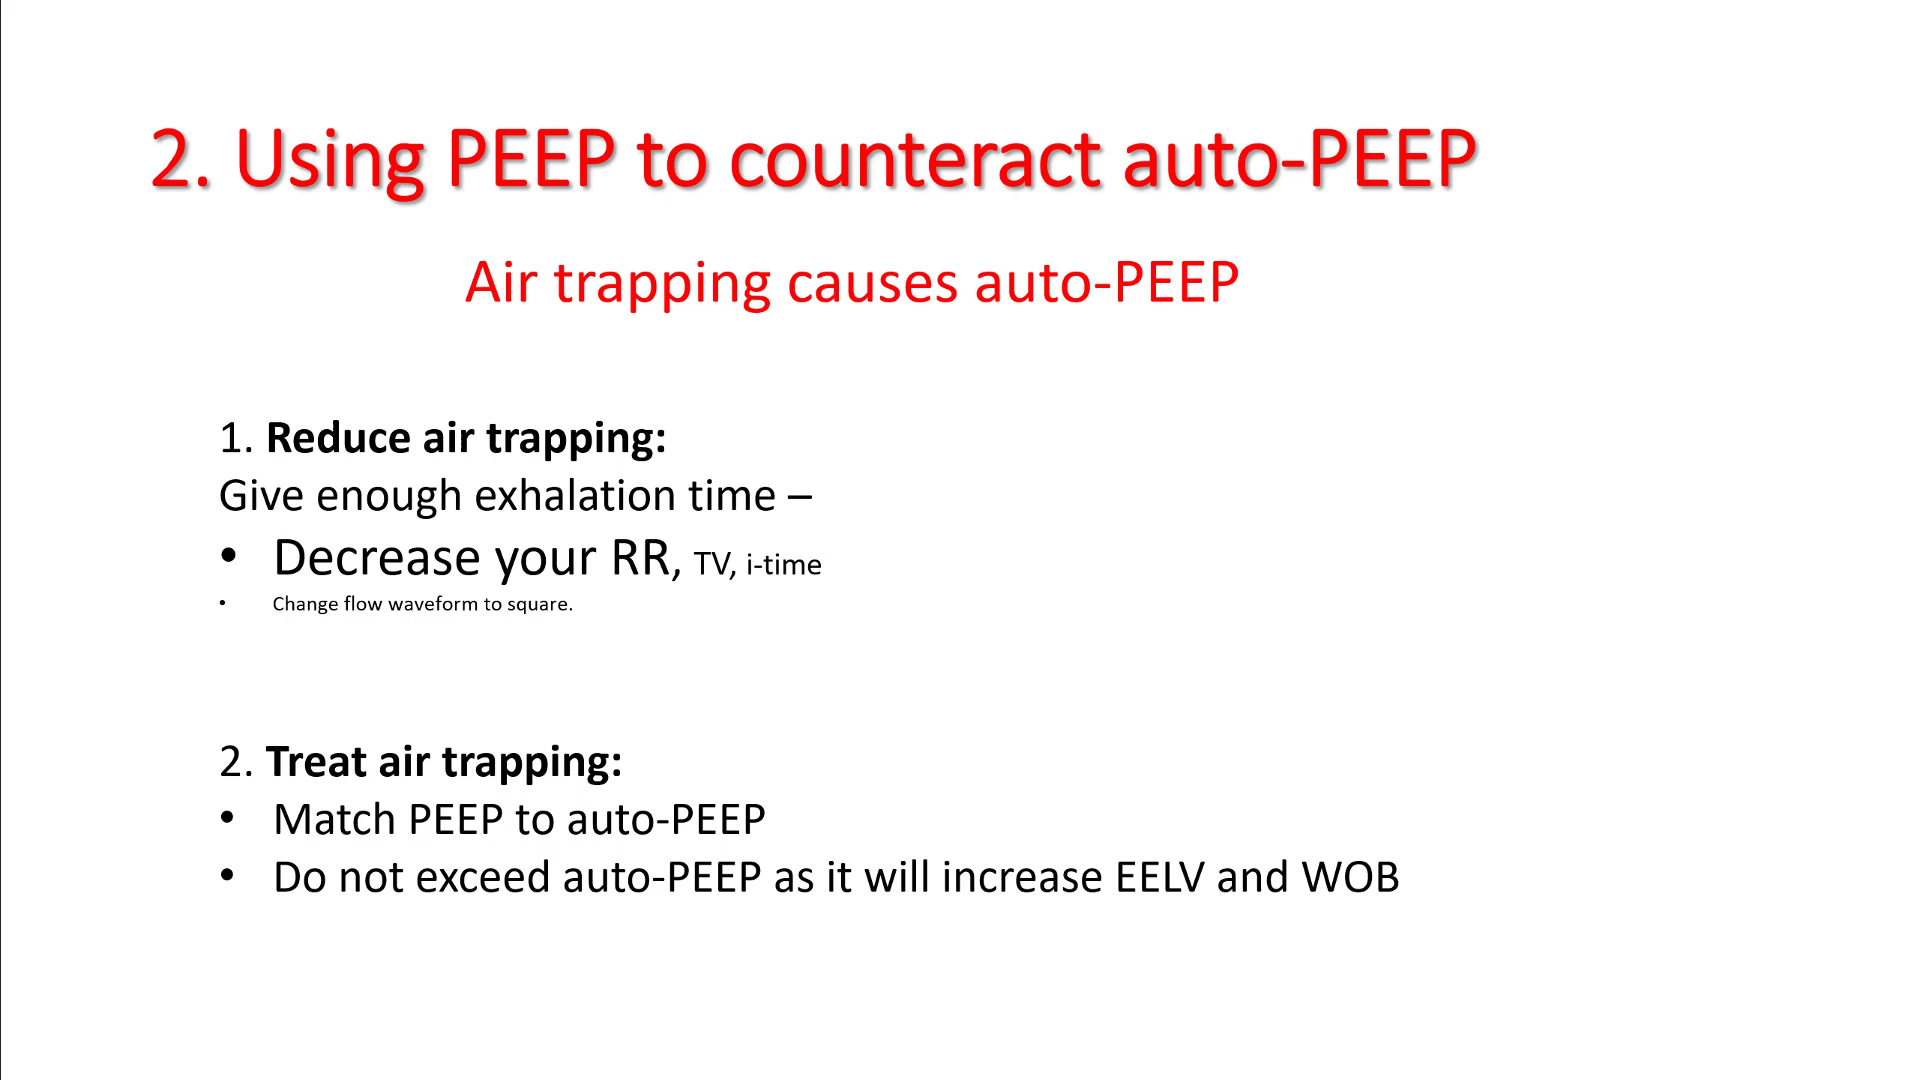 2. Using PEEP to counteract auto-PEEP
Air trapping causes auto-PEEP
1. Reduce air trapping:
Give enough exhalation time –
• Decrease your RR, TV, i-time
• Change flow waveform to square.
2. Treat air trapping:
• Match PEEP to auto-PEEP
• Do not exceed auto-PEEP as it will increase EELV and WOB